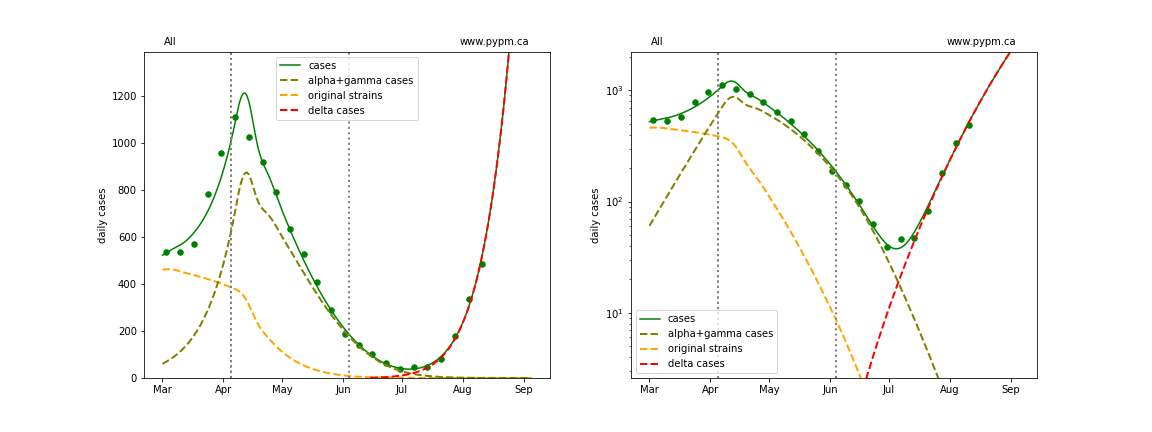 All www.pypm.ca
daily cases
1200
1000
800
600
400
200
0
Mar Apr May Jun Jul Aug Sep
cases
alpha+gamma cases
original strains
delta cases
All www.pypm.ca
daily cases
10³
10²
10¹
Mar Apr May Jun Jul Aug Sep
cases
alpha+gamma cases
original strains
delta cases